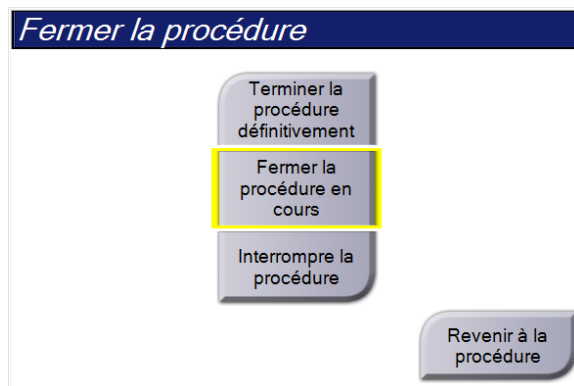 Fermer la procédure
Terminer la
procédure
définitivement
Fermer la
procédure en
cours
Interrompre la
procédure
Revenir à la
procédure